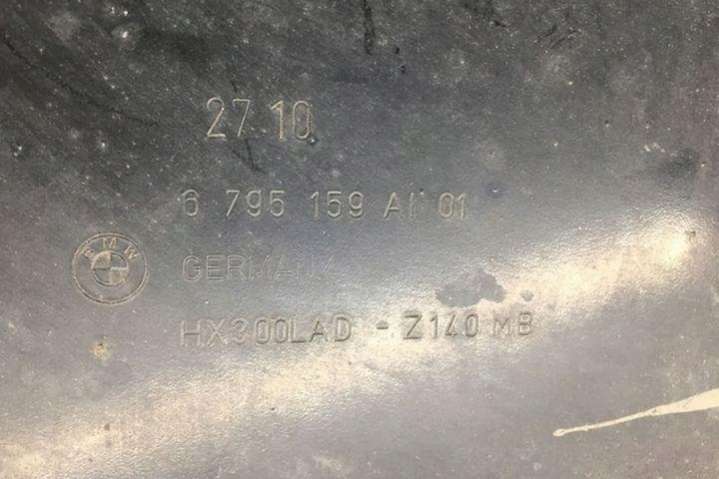 27 10
6 795 159 AI 01
BMW
GERMANY
HX300LAD - Z140 MB